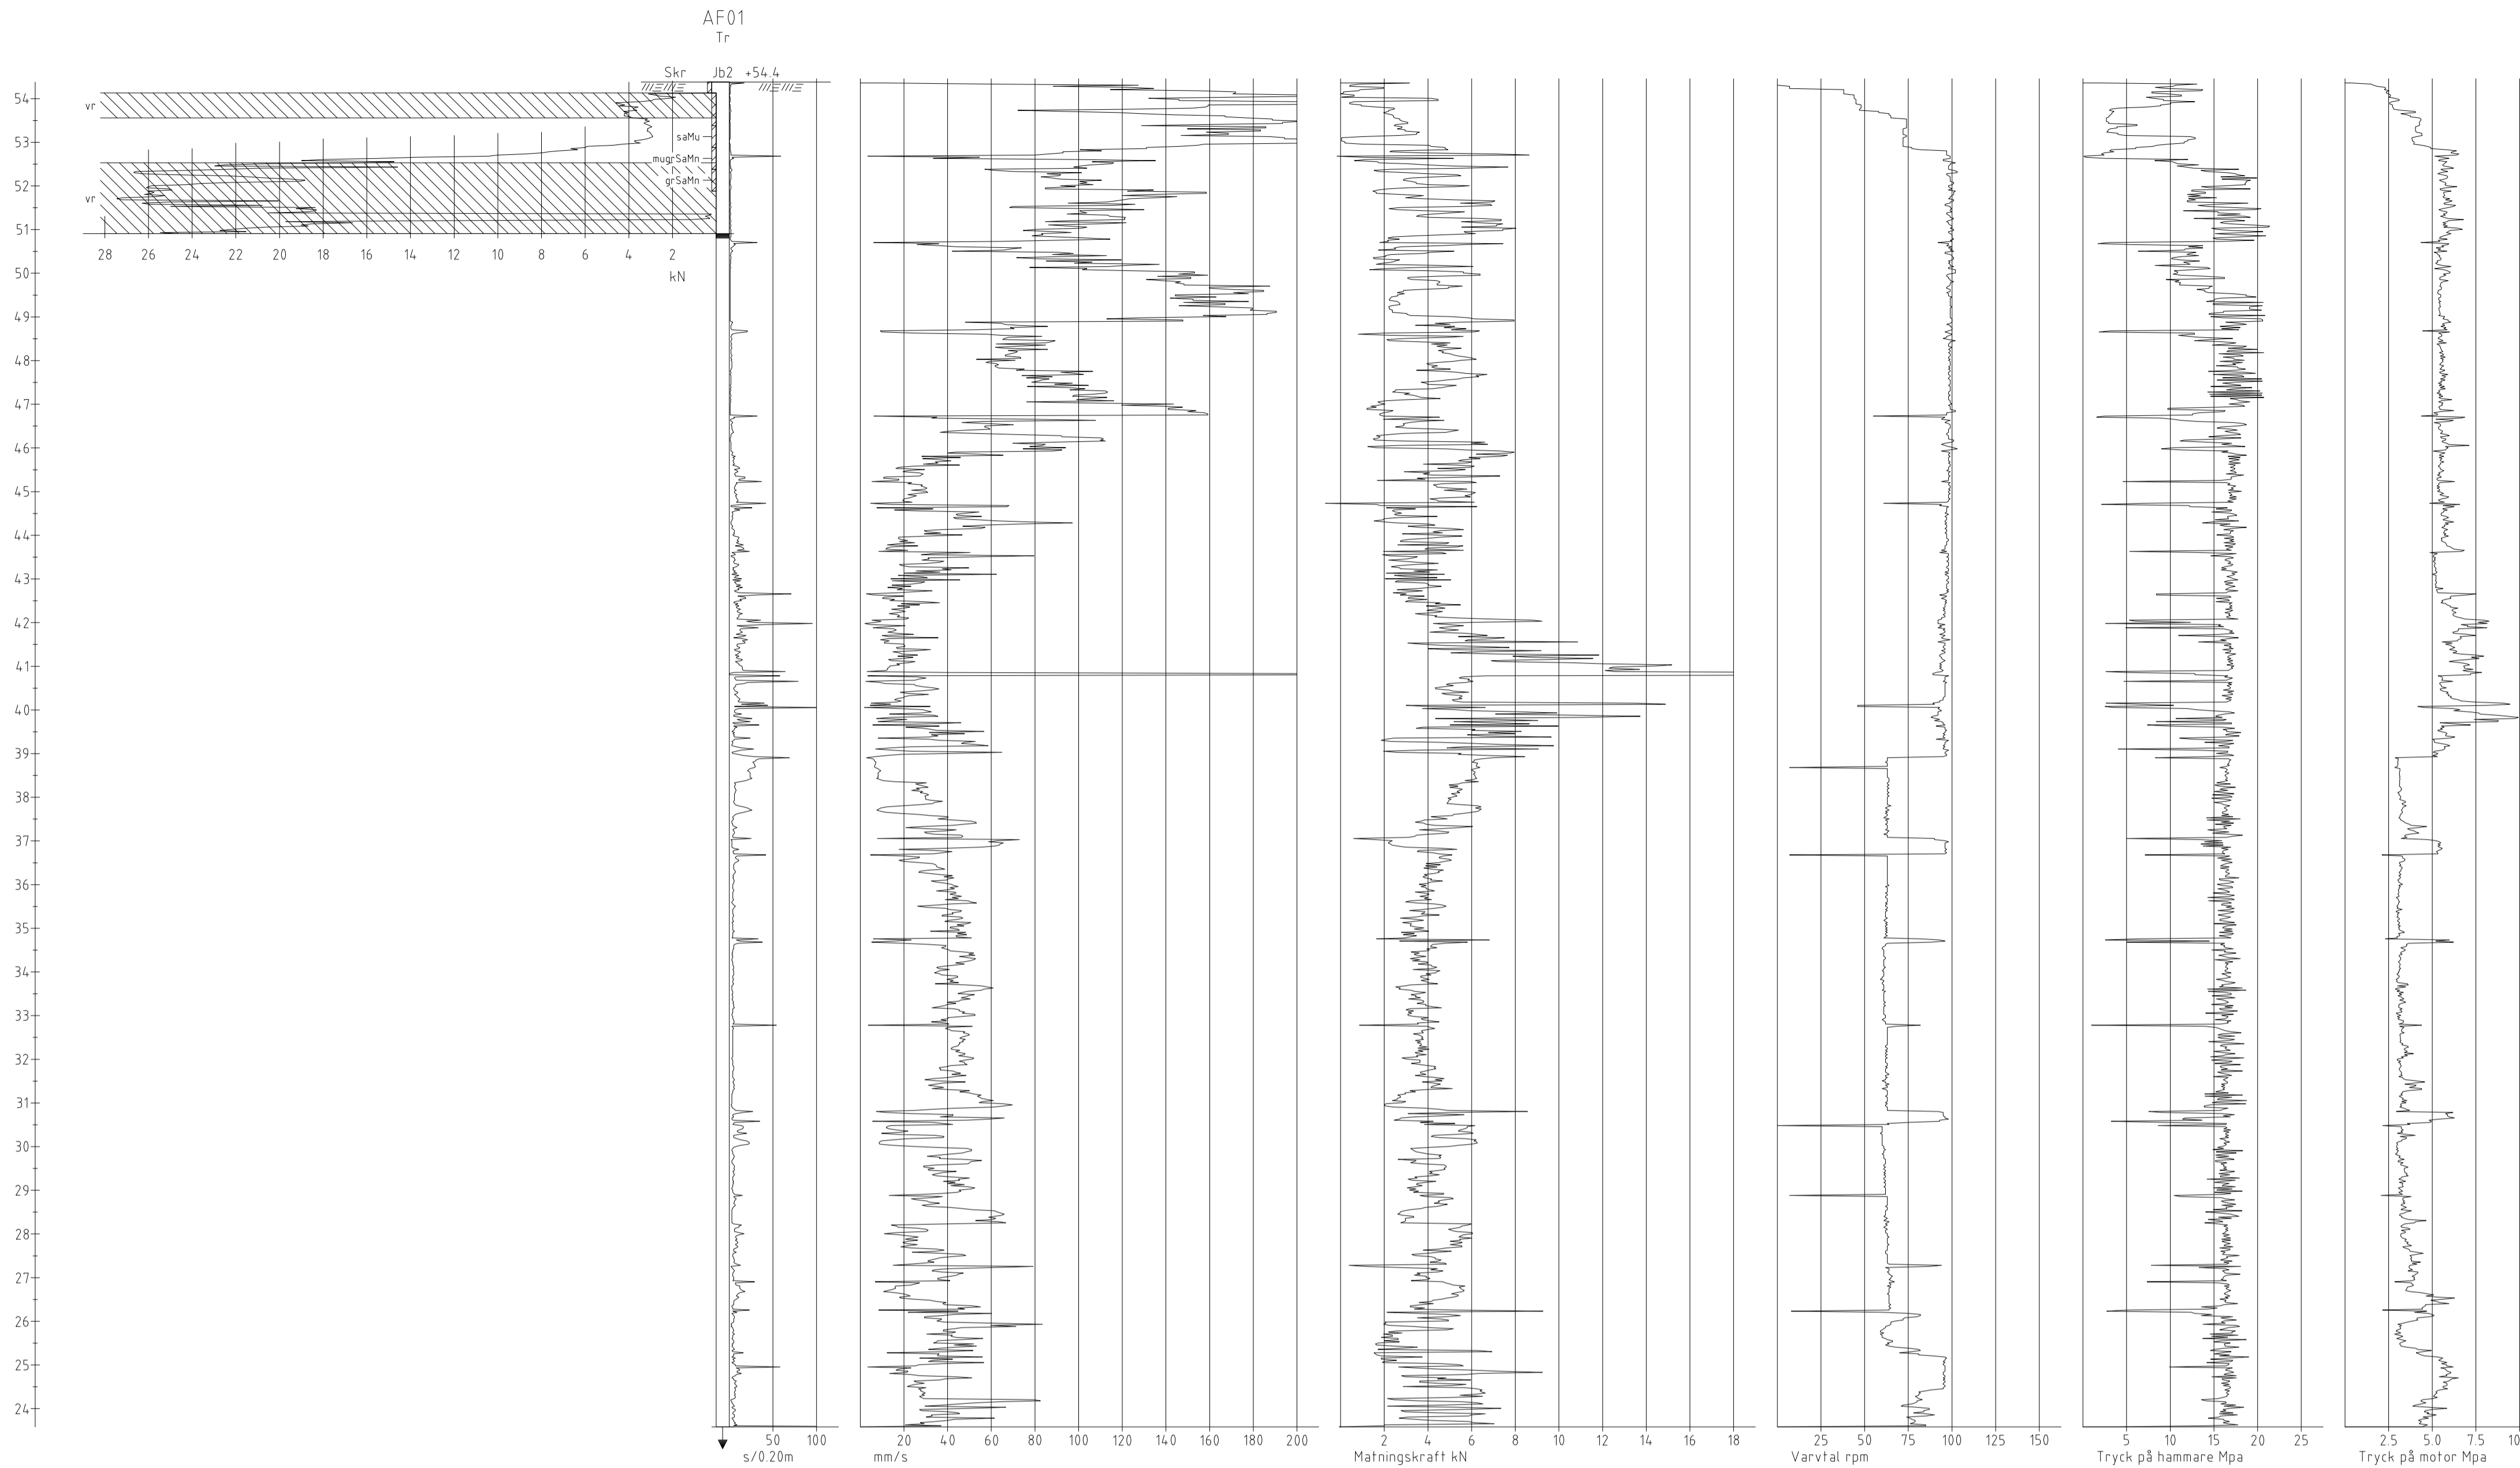 AF01
Tr
Skr Jb2 +54.4
54
vr
53
saMu
mugrSaMn
52
grSaMn
vr
51
28 26 24 22 20 18 16 14 12 10 8 6 4 2
kN
50
49
48
47
46
45
44
43
42
41
40
39
38
37
36
35
34
33
32
31
30
29
28
27
26
25
24
50 100 20 40 60 80 100 120 140 160 180 200 2 4 6 8 10 12 14 16 18 25 50 75 100 125 150 5 10 15 20 25 2.5 5.0 7.5 10
s/0.20m mm/s Matningskraft kN Varvtal rpm Tryck på hammare Mpa Tryck på motor Mpa